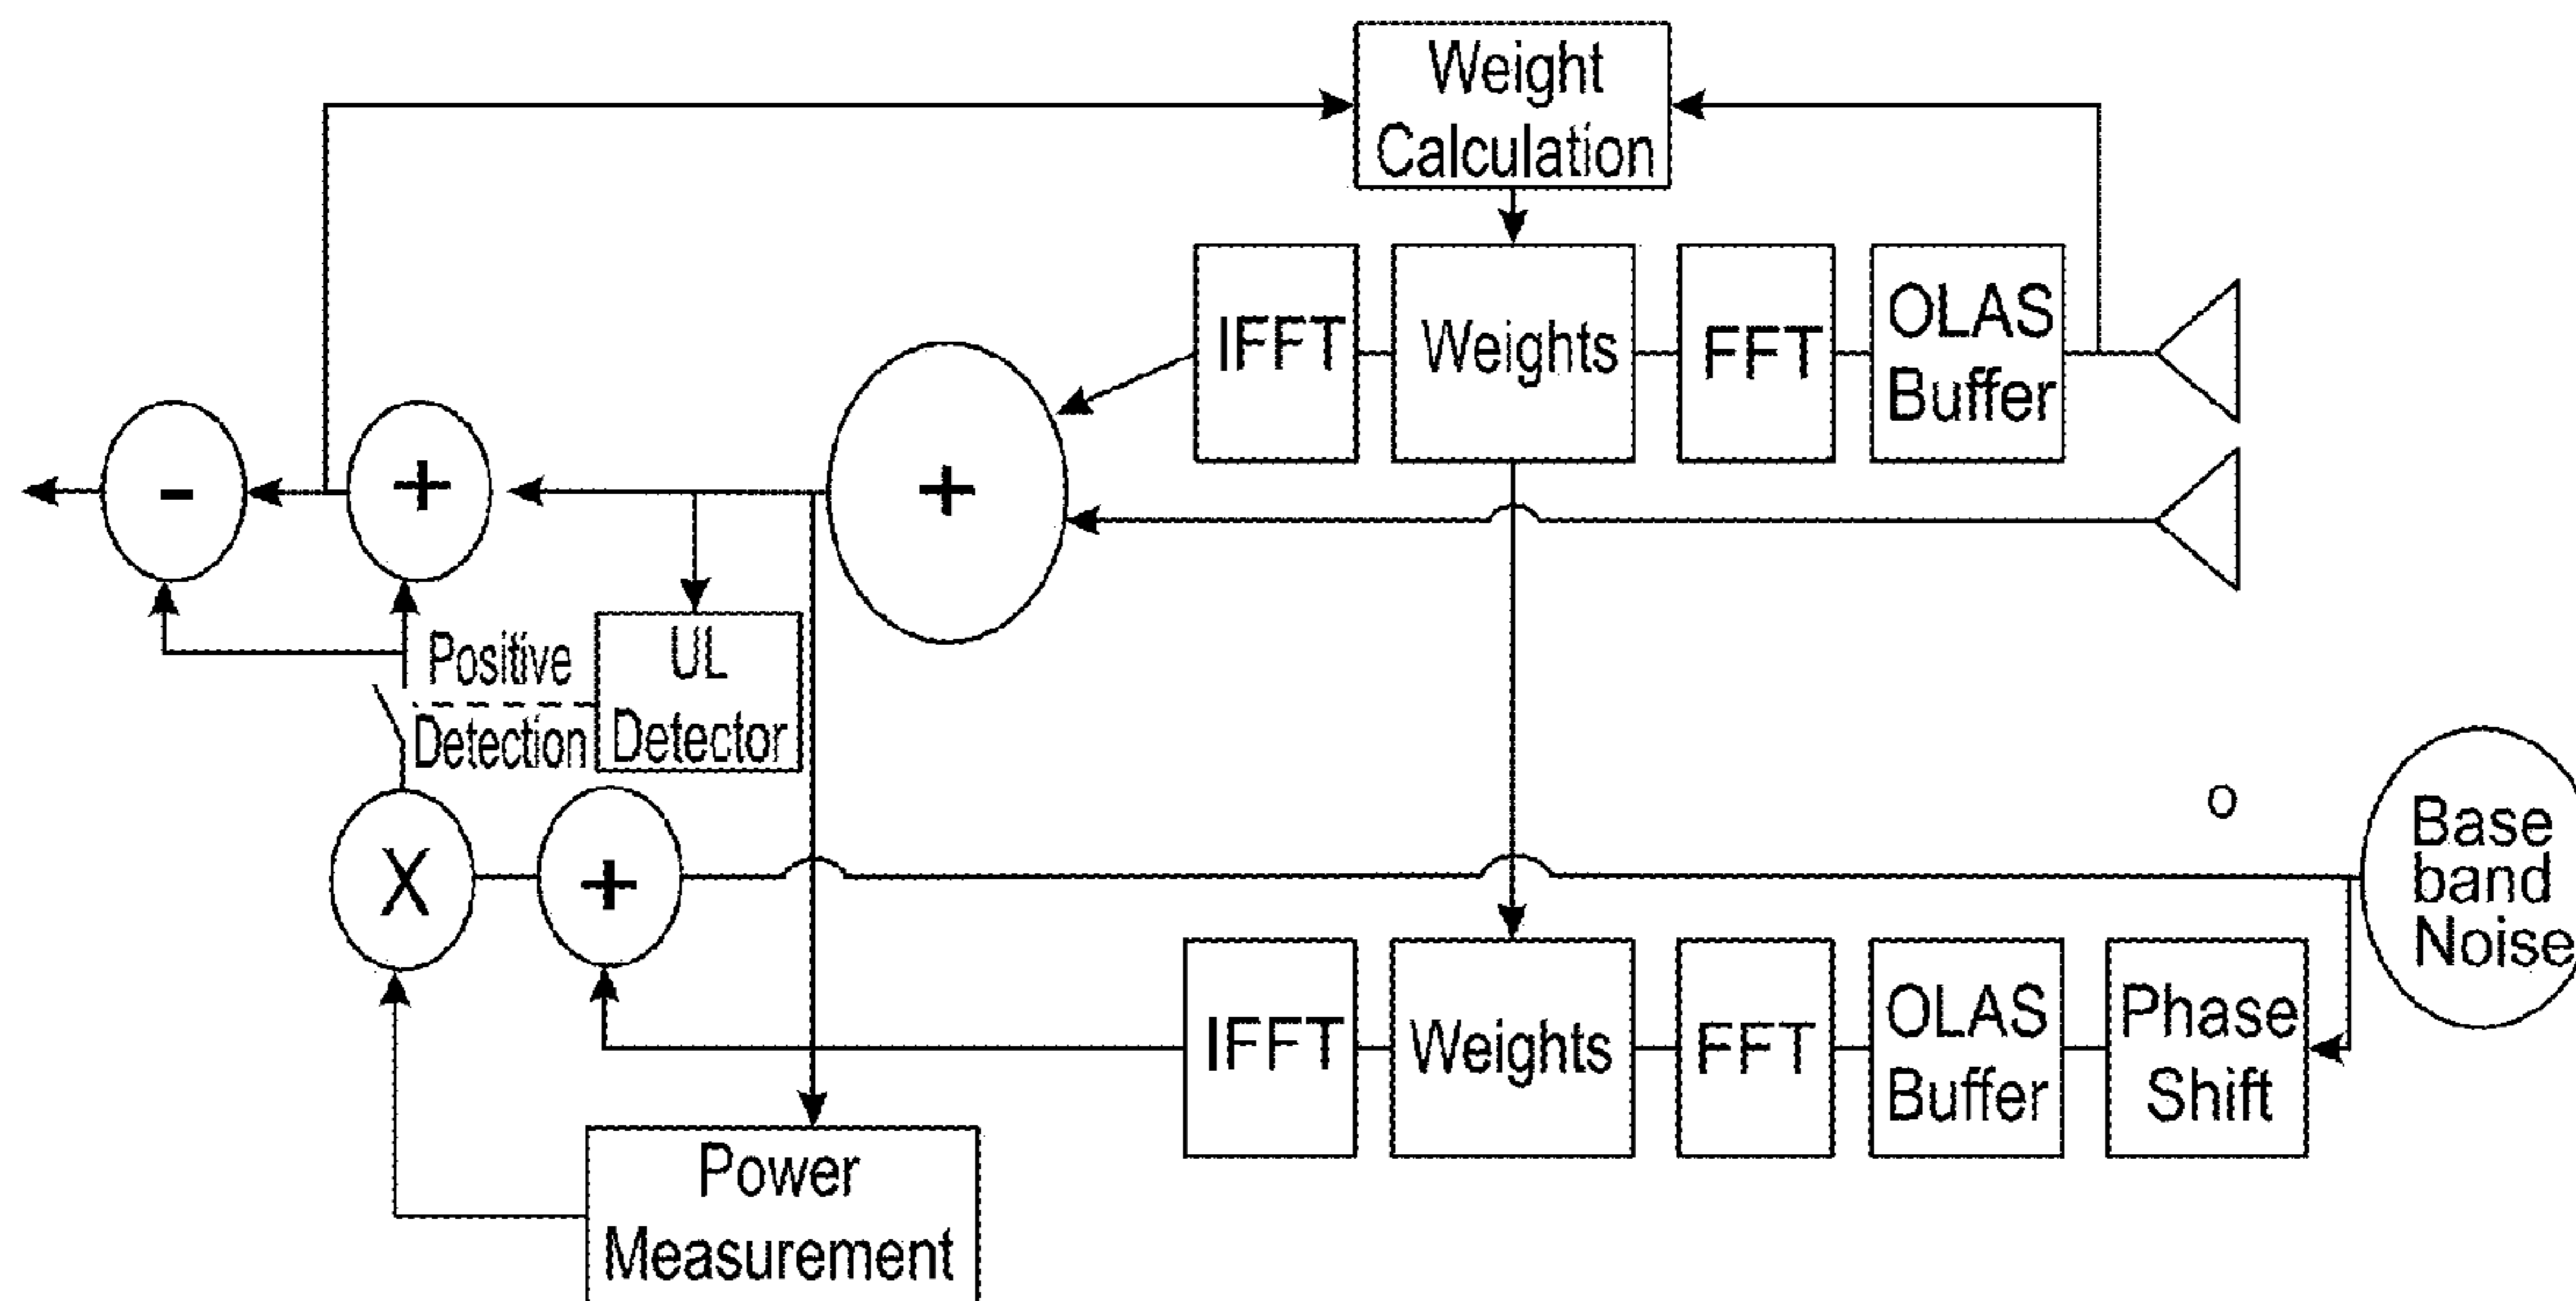 Weight
Calculation
IFFT
Weights
FFT
OLAS
Buffer
-
+
+
Positive
Detection
UL
Detector
X
+
O
Base
band
Noise
IFFT
Weights
FFT
OLAS
Buffer
Phase
Shift
Power
Measurement